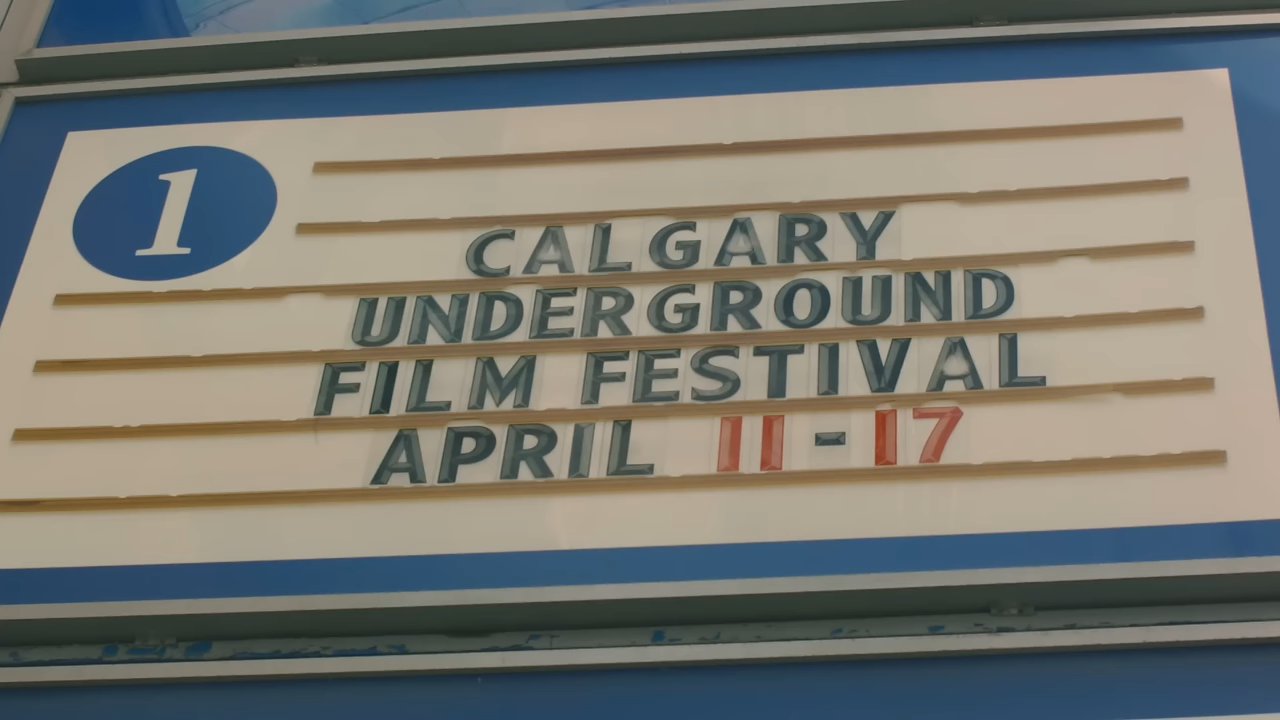 1
CALGARY
UNDERGROUND
FILM FESTIVAL
APRIL 11-17